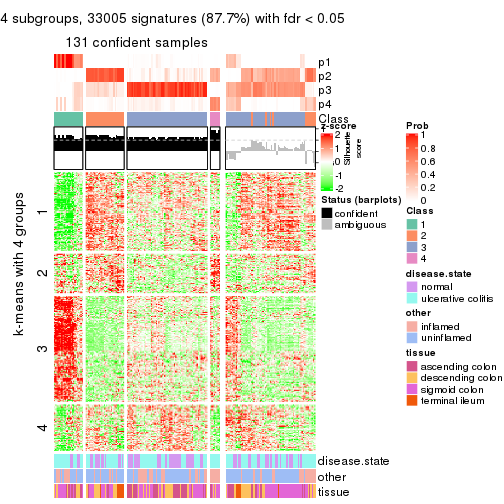 4 subgroups, 33005 signatures (87.7%) with fdr < 0.05
131 confident samples
p1
p2
p3
p4
Class
z-score
2
1
0
-1
-2
Silhouette
score
Prob
1
0.8
0.6
0.4
0.2
0
Status (barplots)
confident
ambiguous
Class
1
2
3
4
disease.state
normal
ulcerative colitis
other
inflamed
uninflamed
tissue
ascending colon
descending colon
sigmoid colon
terminal ileum
k-means with 4 groups
1
2
3
4
disease.state
other
tissue